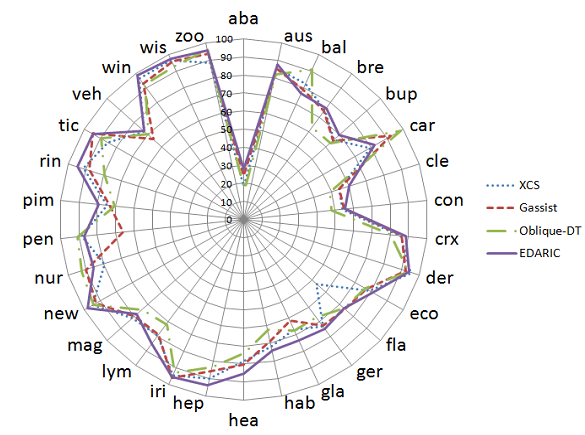 aba
aus
bal
bre
bup
car
cle
con
crx
der
eco
fla
ger
gla
hab
hea
hep
iri
lym
mag
new
nur
pen
pim
rin
tic
veh
win
wis
zoo
100
90
80
70
60
50
40
30
20
10
0
XCS
Gassist
Oblique-DT
EDARIC